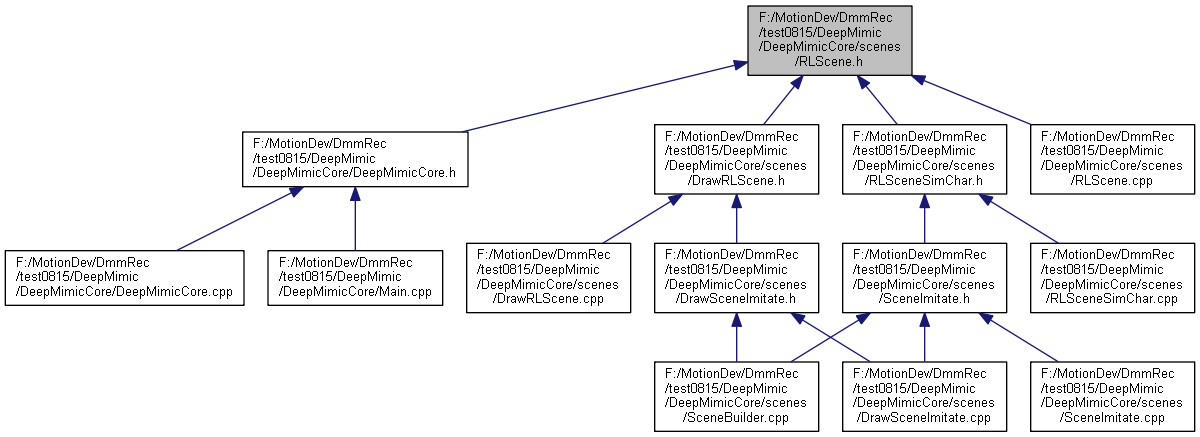 F:/MotionDev/DmmRec
/test0815/DeepMimic
/DeepMimicCore/scenes
/RLScene.h
F:/MotionDev/DmmRec
/test0815/DeepMimic
/DeepMimicCore/DeepMimicCore.h
F:/MotionDev/DmmRec
/test0815/DeepMimic
/DeepMimicCore/scenes
/DrawRLScene.h
F:/MotionDev/DmmRec
/test0815/DeepMimic
/DeepMimicCore/scenes
/RLSceneSimChar.h
F:/MotionDev/DmmRec
/test0815/DeepMimic
/DeepMimicCore/scenes
/RLScene.cpp
F:/MotionDev/DmmRec
/test0815/DeepMimic
/DeepMimicCore/DeepMimicCore.cpp
F:/MotionDev/DmmRec
/test0815/DeepMimic
/DeepMimicCore/Main.cpp
F:/MotionDev/DmmRec
/test0815/DeepMimic
/DeepMimicCore/scenes
/DrawRLScene.cpp
F:/MotionDev/DmmRec
/test0815/DeepMimic
/DeepMimicCore/scenes
/DrawSceneImitate.h
F:/MotionDev/DmmRec
/test0815/DeepMimic
/DeepMimicCore/scenes
/SceneImitate.h
F:/MotionDev/DmmRec
/test0815/DeepMimic
/DeepMimicCore/scenes
/RLSceneSimChar.cpp
F:/MotionDev/DmmRec
/test0815/DeepMimic
/DeepMimicCore/scenes
/SceneBuilder.cpp
F:/MotionDev/DmmRec
/test0815/DeepMimic
/DeepMimicCore/scenes
/DrawSceneImitate.cpp
F:/MotionDev/DmmRec
/test0815/DeepMimic
/DeepMimicCore/scenes
/SceneImitate.cpp